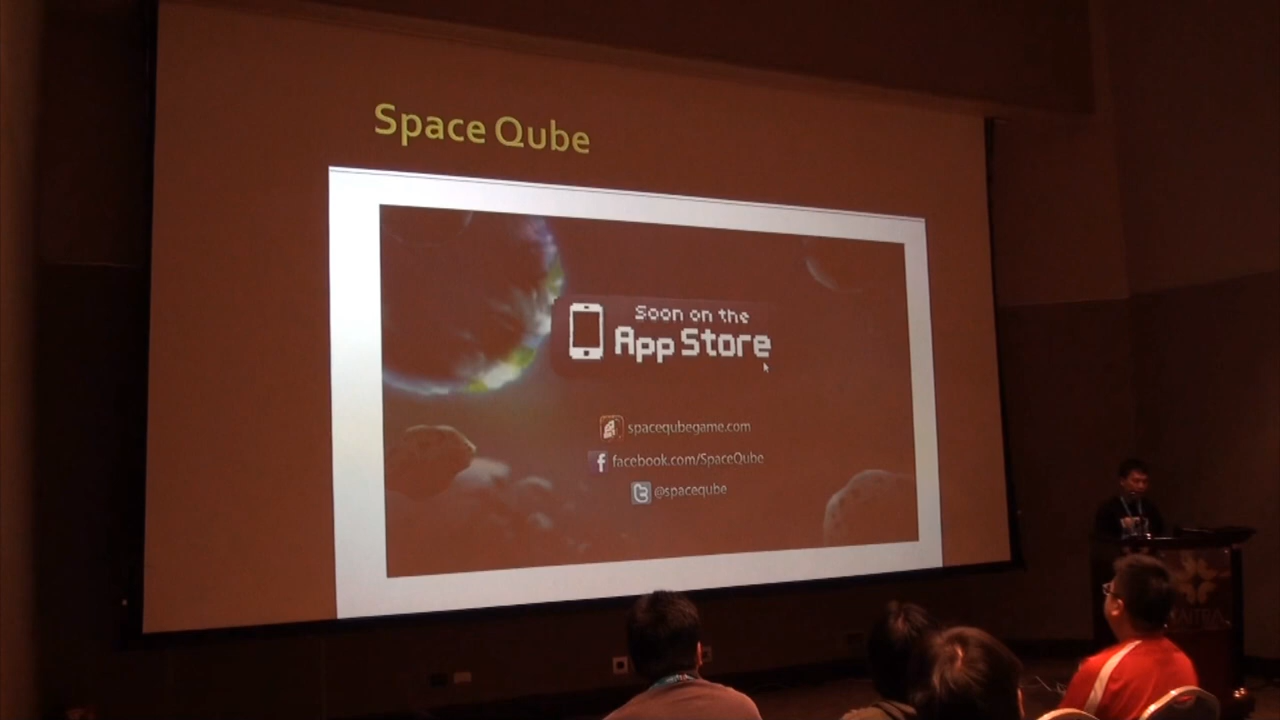 Space Qube
Soon on the
App Store
spacequbegame.com
facebook.com/SpaceQube
@spaceqube